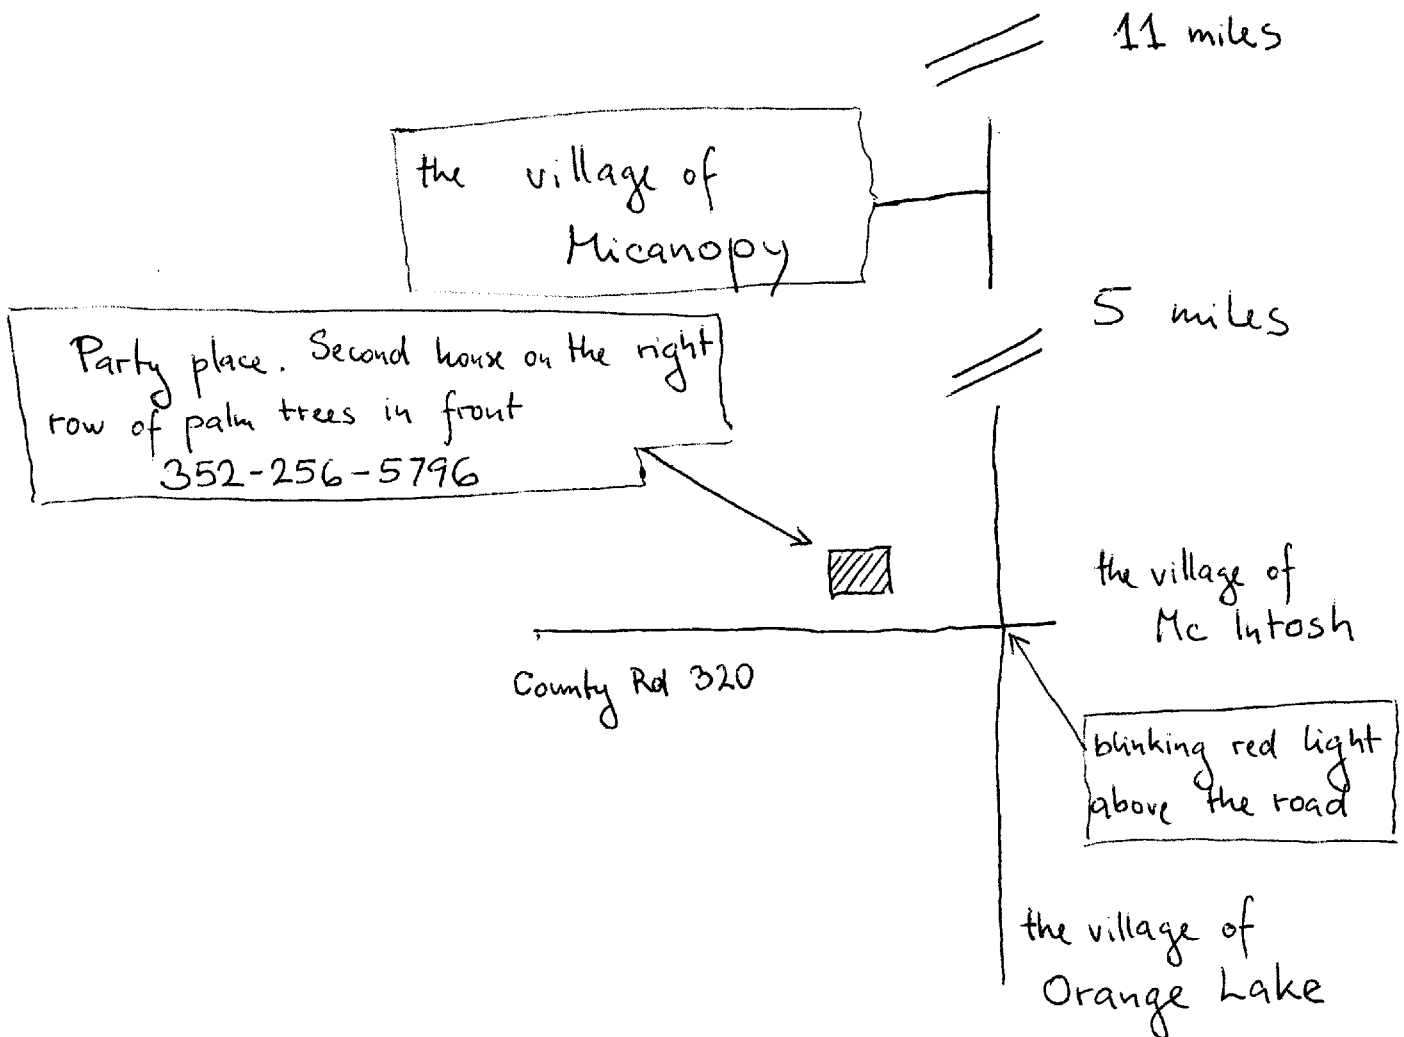 11 miles
the village of
Micanopy
5 miles
Party place. Second house on the right
row of palm trees in front
352-256-5796
the village of
Mc Intosh
County Rd 320
blinking red light
above the road
the village of
Orange Lake